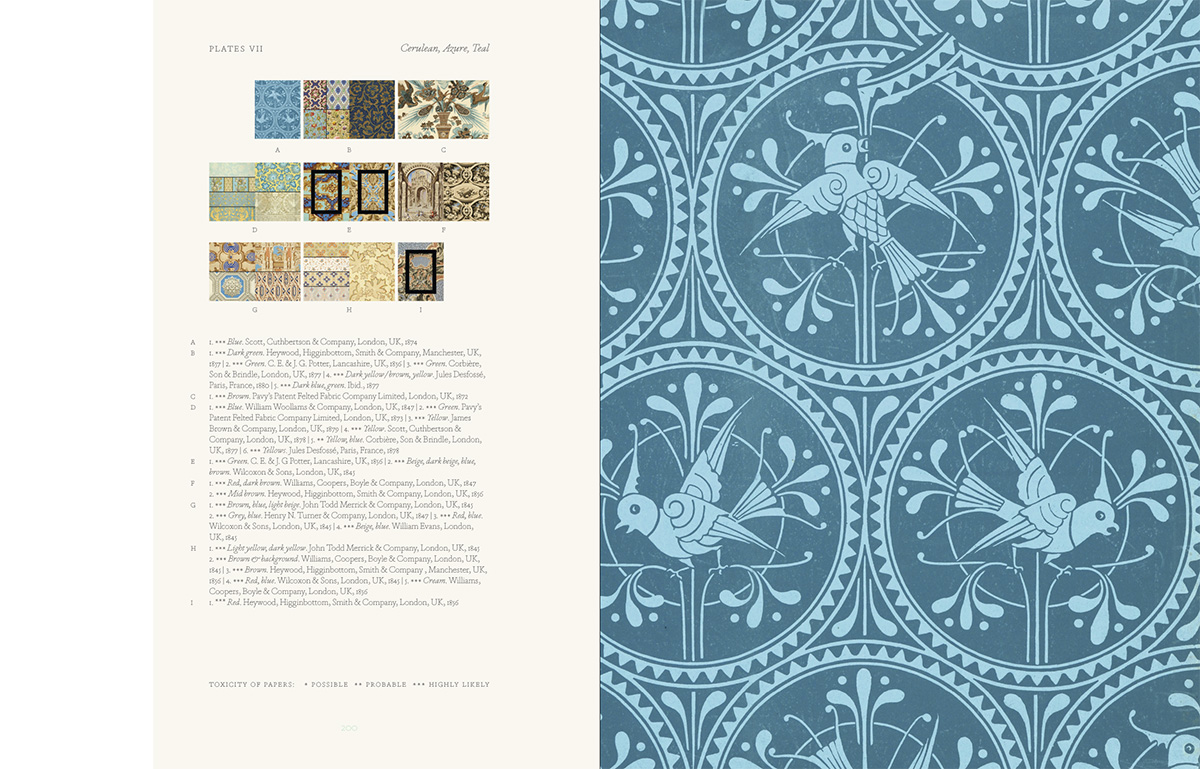 PLATES VII
Cerulean, Azure, Teal
A
B
C
D
E
F
G
H
I
A 1. *** Blue. Scott, Cuthbertson & Company, London, UK, 1874
B 1. *** Dark green. Heywood, Higginbottom, Smith & Company, Manchester, UK,
1877 | 2. *** Green. C. E. & J. G. Potter, Lancashire, UK, 1856 | 3. *** Green. Corbière,
Son & Brindle, London, UK, 1877 | 4. *** Dark yellow/brown, yellow. Jules Desfossé,
Paris, France, 1880 | 5. *** Dark blue, green. Ibid., 1877
C 1. *** Brown. Pavy's Patent Felted Fabric Company Limited, London, UK, 1872
D 1. *** Blue. William Woollams & Company, London, UK, 1847 | 2. *** Green. Pavy's
Patent Felted Fabric Company Limited, London, UK, 1873 | 3. *** Yellow. James
Brown & Company, London, UK, 1879 | 4. *** Yellow. Scott, Cuthbertson &
Company, London, UK, 1878 | 5. ** Yellow, blue. Corbière, Son & Brindle, London,
UK, 1877 | 6. *** Yellows. Jules Desfossé, Paris, France, 1878
E 1. *** Green. C. E. & J. G Potter, Lancashire, UK, 1856 | 2. *** Beige, dark beige, blue,
brown. Wilcoxon & Sons, London, UK, 1845
F 1. *** Red, dark brown. Williams, Coopers, Boyle & Company, London, UK, 1847
2. *** Mid brown. Heywood, Higginbottom, Smith & Company, London, UK, 1856
G 1. *** Brown, blue, light beige. John Todd Merrick & Company, London, UK, 1845
2. *** Grey, blue. Henry N. Turner & Company, London, UK, 1847 | 3. *** Red, blue.
Wilcoxon & Sons, London, UK, 1845 | 4. *** Beige, blue. William Evans, London,
UK, 1845
H 1. *** Light yellow, dark yellow. John Todd Merrick & Company, London, UK, 1845
2. *** Brown & background. Williams, Coopers, Boyle & Company, London, UK,
1845 | 3. *** Brown. Heywood, Higginbottom, Smith & Company , Manchester, UK,
1856 | 4. *** Red, blue. Wilcoxon & Sons, London, UK, 1845 | 5. *** Cream. Williams,
Coopers, Boyle & Company, London, UK, 1856
I 1. *** Red. Heywood, Higginbottom, Smith & Company, London, UK, 1856
TOXICITY OF PAPERS: * POSSIBLE ** PROBABLE *** HIGHLY LIKELY
200